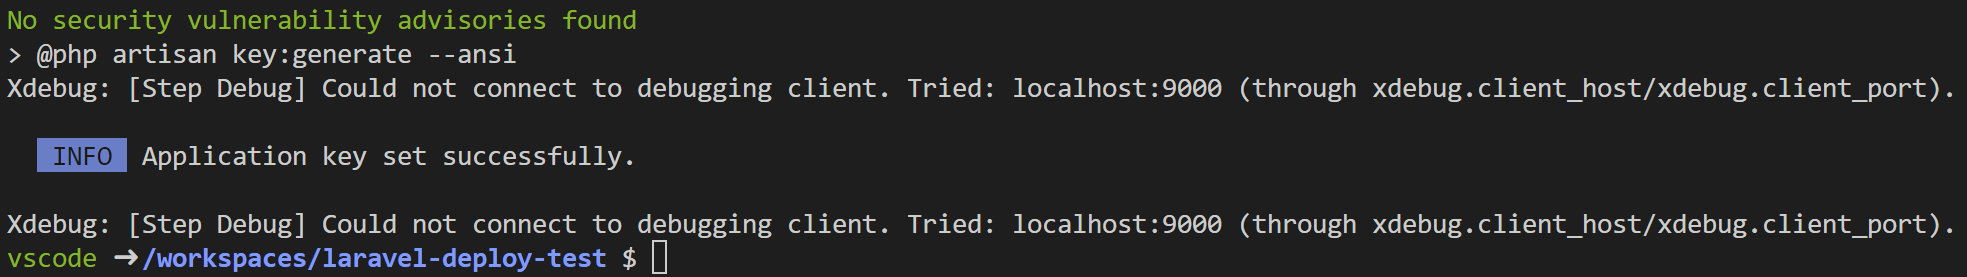 No security vulnerability advisories found
> @php artisan key:generate --ansi
Xdebug: [Step Debug] Could not connect to debugging client. Tried: localhost:9000 (through xdebug.client_host/xdebug.client_port).
INFO Application key set successfully.
Xdebug: [Step Debug] Could not connect to debugging client. Tried: localhost:9000 (through xdebug.client_host/xdebug.client_port).
vscode ➜ /workspaces/laravel-deploy-test $